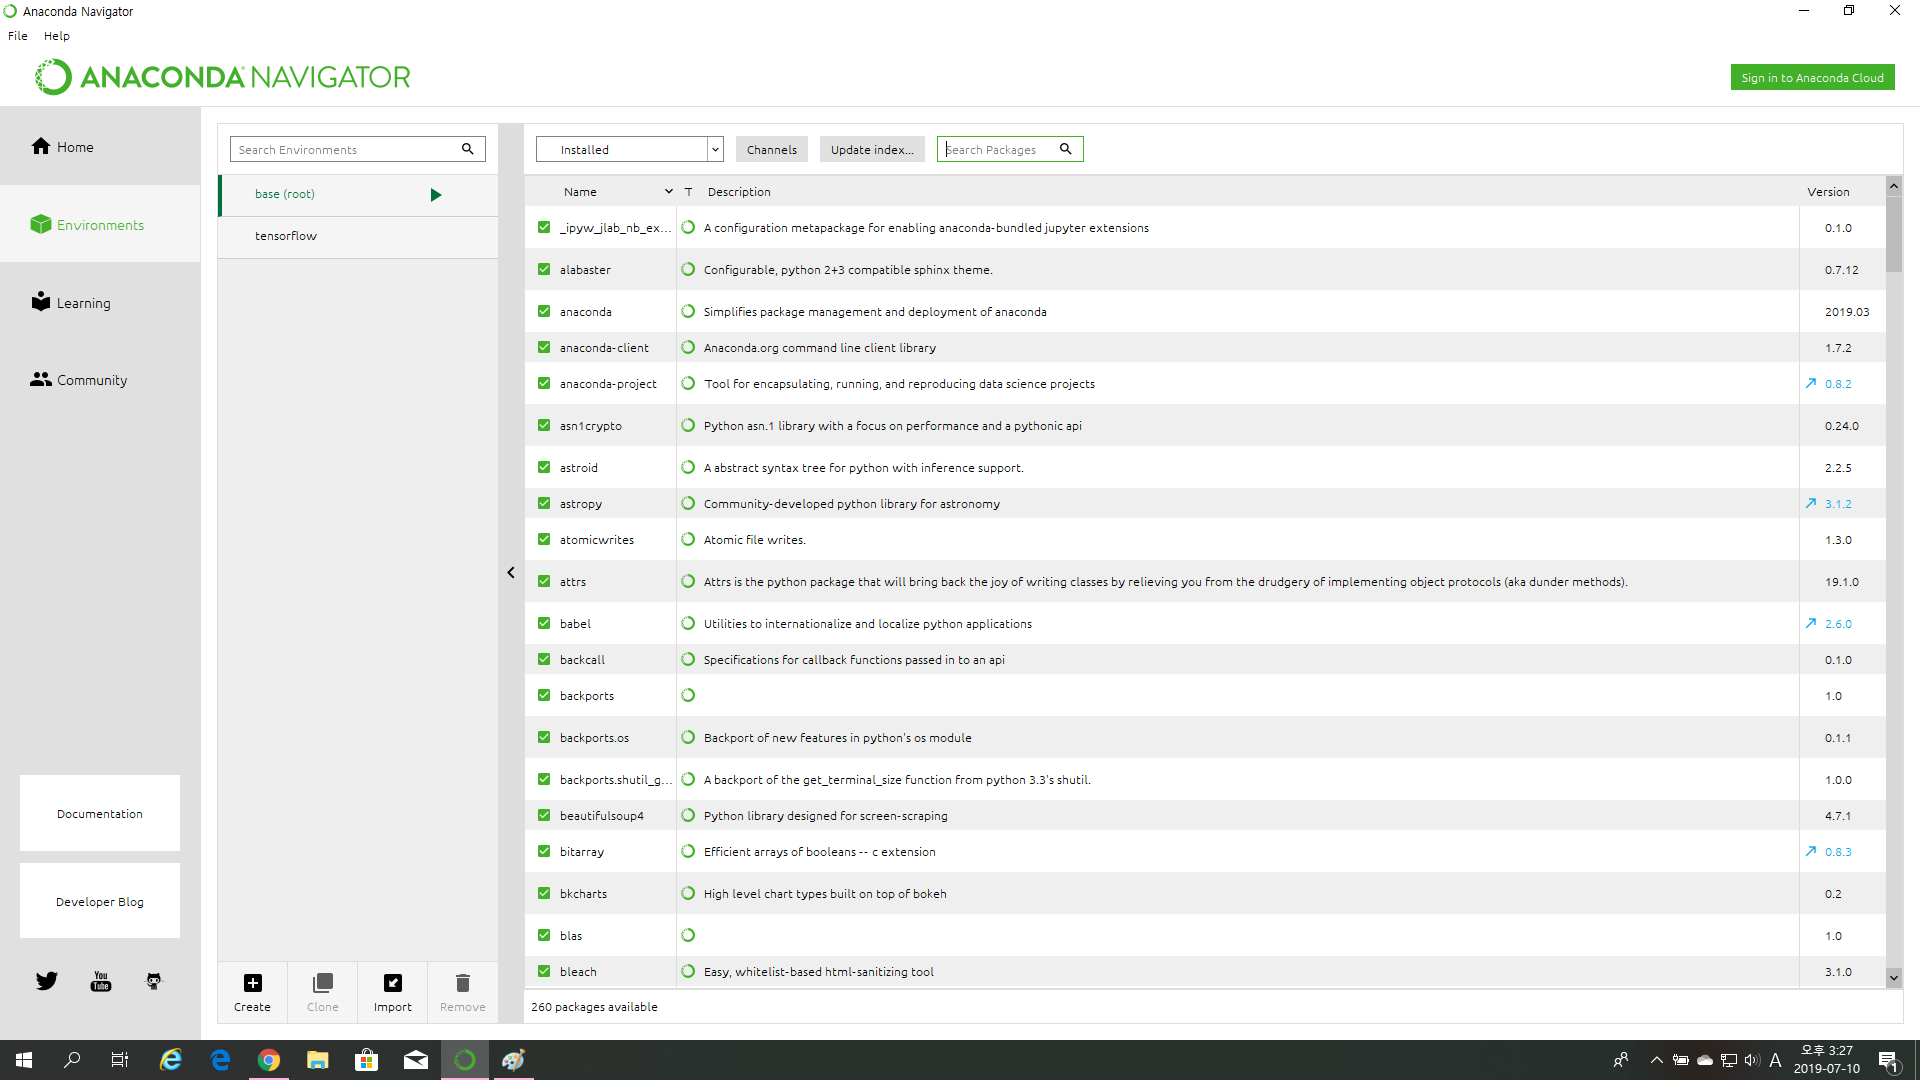 Anaconda Navigator
File Help
ANACONDA NAVIGATOR
Sign in to Anaconda Cloud
Home
Environments
Learning
Community
Documentation
Developer Blog
You Tube
Search Environments
base (root)
tensorflow
Create Clone Import Remove
Installed Channels Update index... Search Packages
Name T Description Version
_ipyw_jlab_nb_ex... A configuration metapackage for enabling anaconda-bundled jupyter extensions 0.1.0
alabaster Configurable, python 2+3 compatible sphinx theme. 0.7.12
anaconda Simplifies package management and deployment of anaconda 2019.03
anaconda-client Anaconda.org command line client library 1.7.2
anaconda-project Tool for encapsulating, running, and reproducing data science projects 0.8.2
asn1crypto Python asn.1 library with a focus on performance and a pythonic api 0.24.0
astroid A abstract syntax tree for python with inference support. 2.2.5
astropy Community-developed python library for astronomy 3.1.2
atomicwrites Atomic file writes. 1.3.0
attrs Attrs is the python package that will bring back the joy of writing classes by relieving you from the drudgery of implementing object protocols (aka dunder methods). 19.1.0
babel Utilities to internationalize and localize python applications 2.6.0
backcall Specifications for callback functions passed in to an api 0.1.0
backports 1.0
backports.os Backport of new features in python's os module 0.1.1
backports.shutil_g... A backport of the get_terminal_size function from python 3.3's shutil. 1.0.0
beautifulsoup4 Python library designed for screen-scraping 4.7.1
bitarray Efficient arrays of booleans -- c extension 0.8.3
bkcharts High level chart types built on top of bokeh 0.2
blas 1.0
bleach Easy, whitelist-based html-sanitizing tool 3.1.0
260 packages available
A
오후 3:27
2019-07-10
1